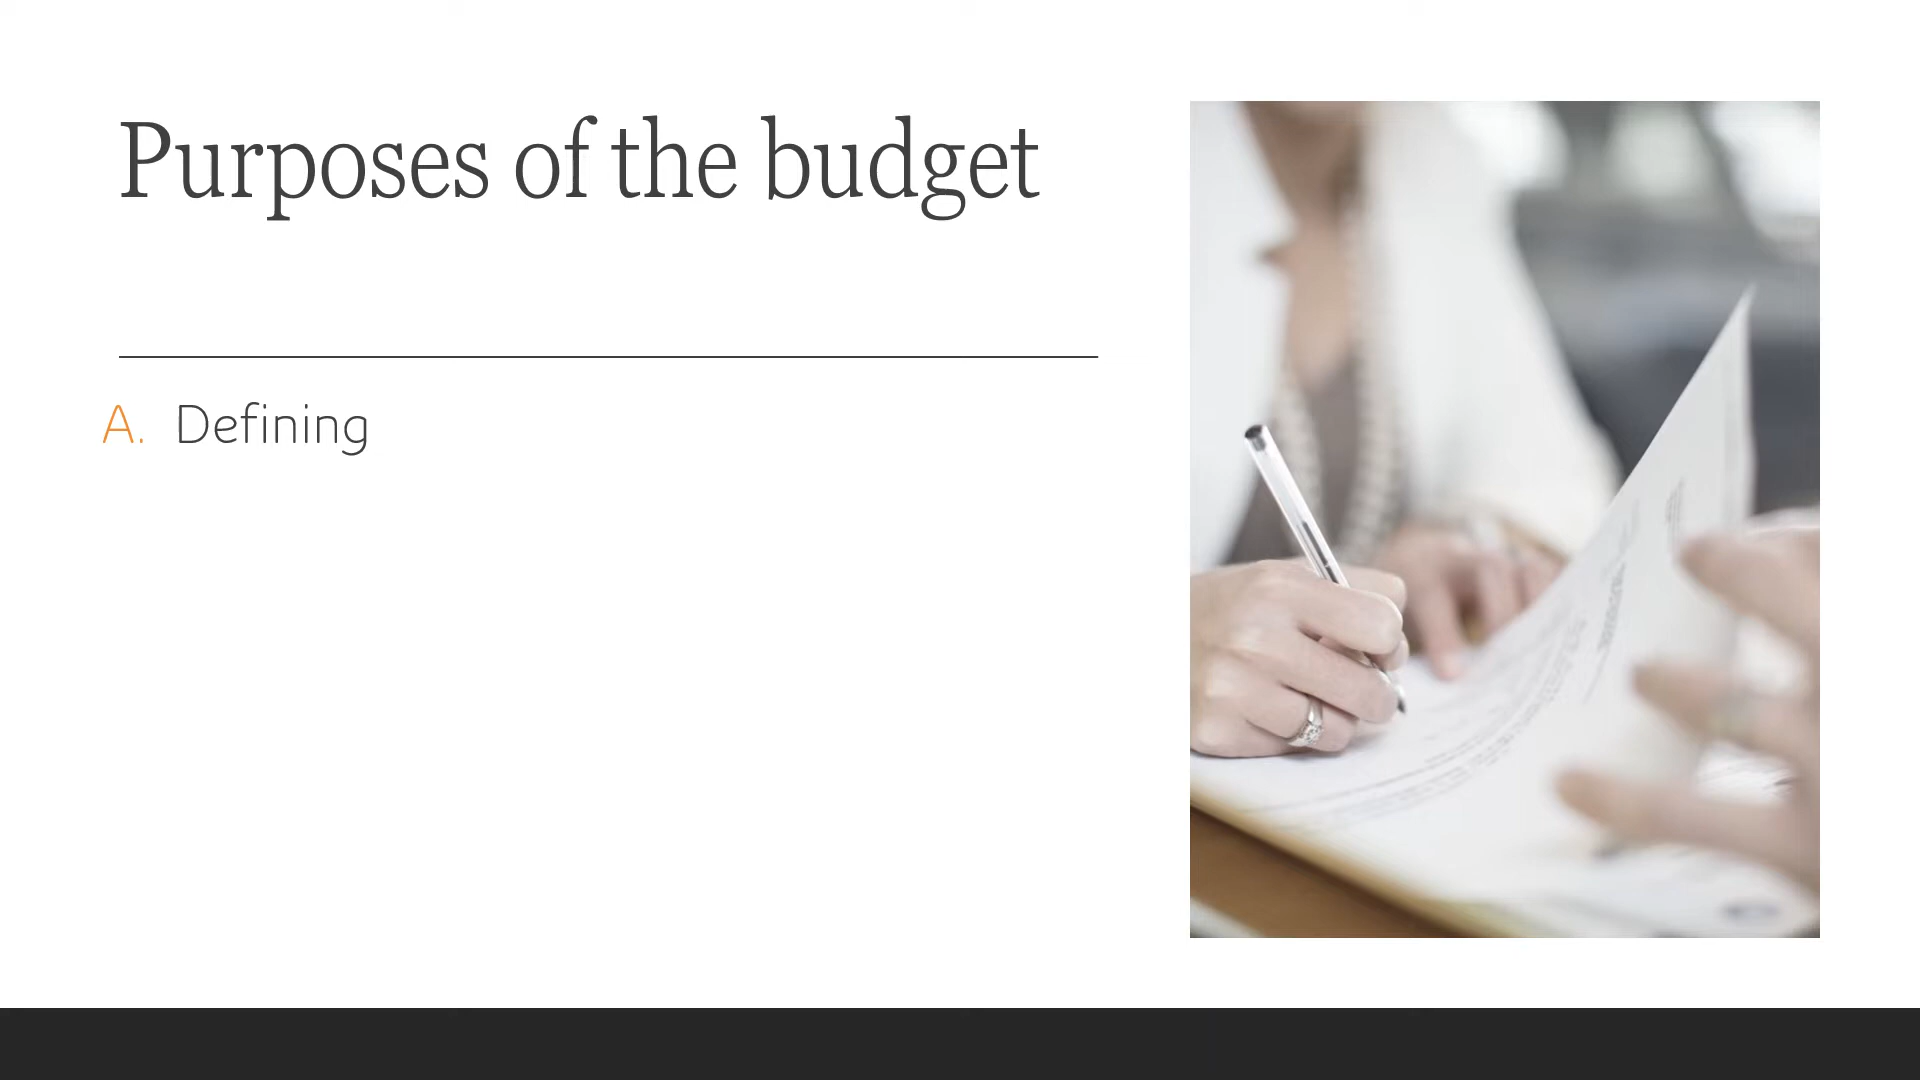 Purposes of the budget
A. Defining